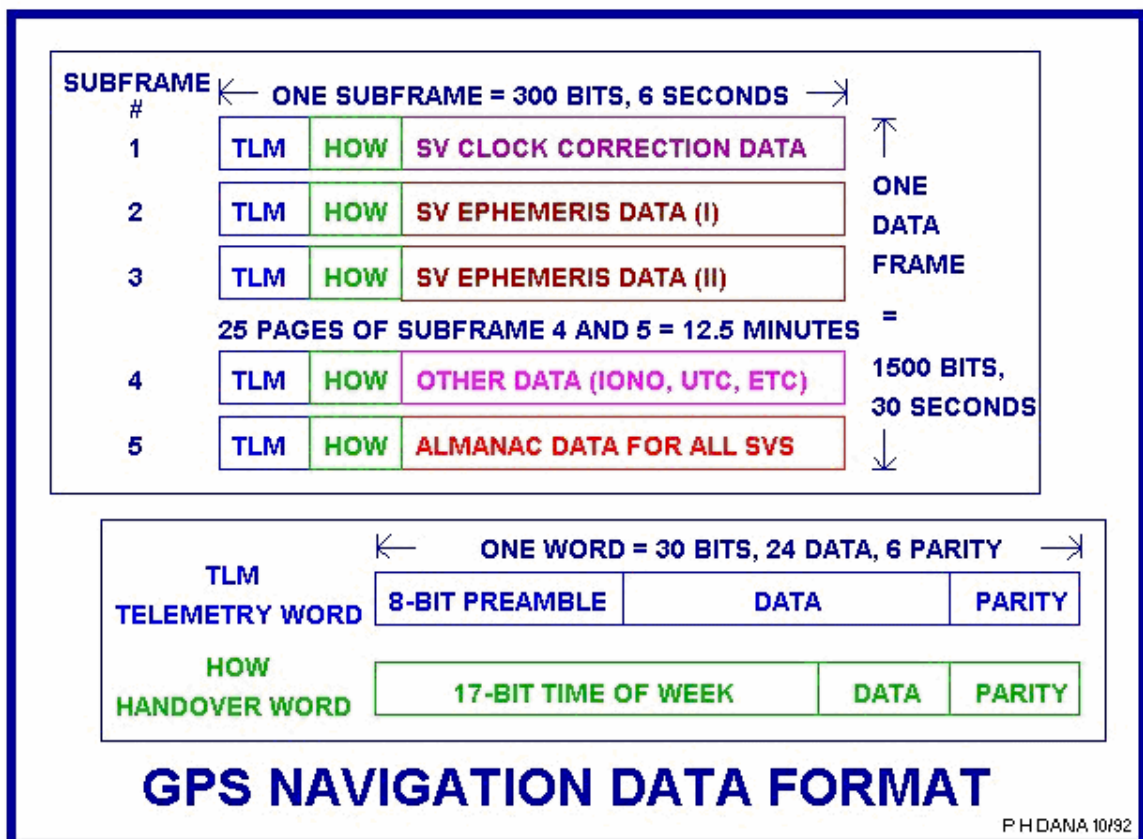 SUBFRAME
#
ONE SUBFRAME = 300 BITS, 6 SECONDS
1 TLM HOW SV CLOCK CORRECTION DATA
2 TLM HOW SV EPHEMERIS DATA (I)
3 TLM HOW SV EPHEMERIS DATA (II)
25 PAGES OF SUBFRAME 4 AND 5 = 12.5 MINUTES
4 TLM HOW OTHER DATA (IONO, UTC, ETC)
5 TLM HOW ALMANAC DATA FOR ALL SVS
ONE
DATA
FRAME
=
1500 BITS,
30 SECONDS
ONE WORD = 30 BITS, 24 DATA, 6 PARITY
TLM
TELEMETRY WORD
8-BIT PREAMBLE DATA PARITY
HOW
HANDOVER WORD
17-BIT TIME OF WEEK DATA PARITY
GPS NAVIGATION DATA FORMAT
P H DANA 10/92